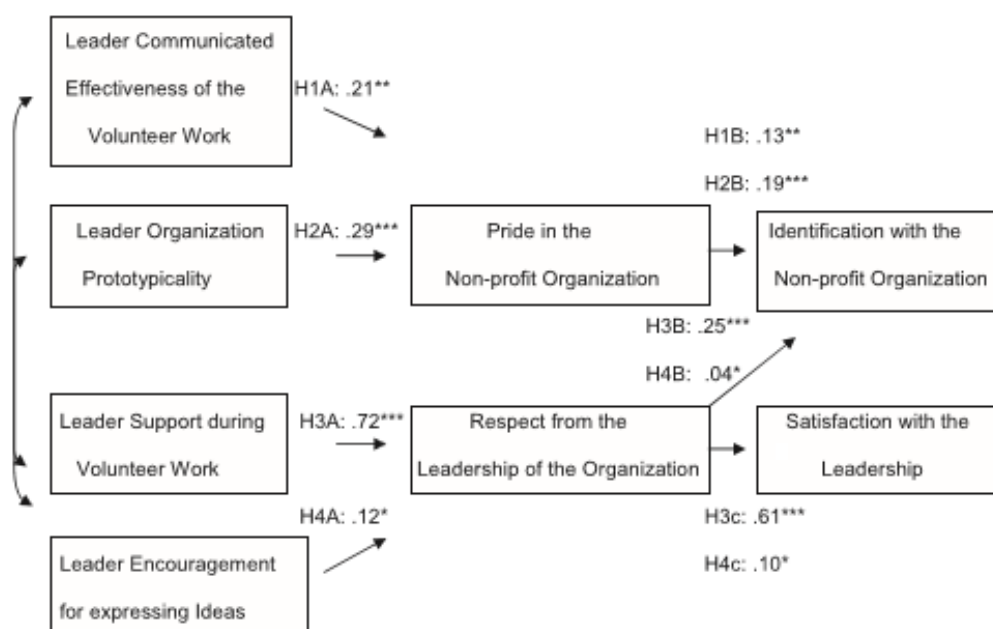 Leader Communicated
Effectiveness of the
Volunteer Work
H1A: .21**
H1B: .13**
H2B: .19***
Leader Organization
Prototypicality
H2A: .29***
Pride in the
Non-profit Organization
Identification with the
Non-profit Organization
H3B: .25***
H4B: .04*
Leader Support during
Volunteer Work
H3A: .72***
Respect from the
Leadership of the Organization
Satisfaction with the
Leadership
H4A: .12*
H3c: .61***
H4c: .10*
Leader Encouragement
for expressing Ideas